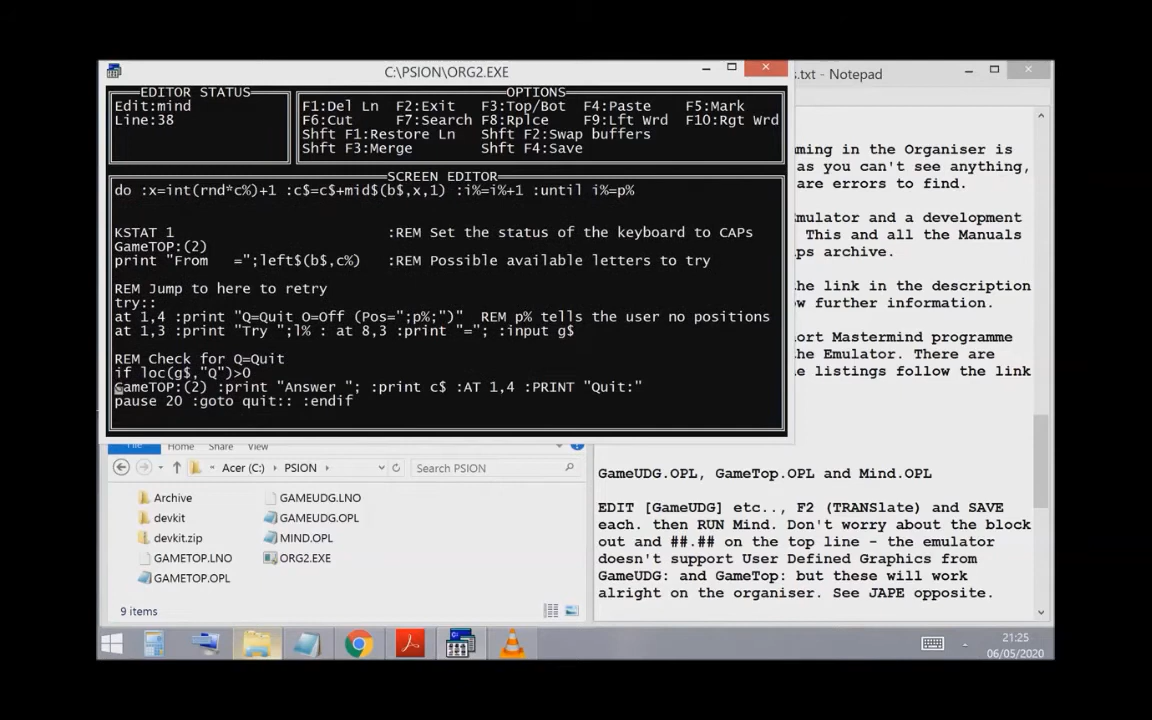 C:\PSION\ORG2.EXE
EDITOR STATUS
Edit:mind
Line:38
OPTIONS
F1:Del Ln F2:Exit F3:Top/Bot F4:Paste F5:Mark
F6:Cut F7:Search F8:Rplce F9:Lft Wrd F10:Rgt Wrd
Shft F1:Restore Ln Shft F2:Swap buffers
Shft F3:Merge Shft F4:Save
SCREEN EDITOR
do :x=int(rnd*c%)+1 :c$=c$+mid$(b$,x,1) :i%=i%+1 :until i%=p%
KSTAT 1 :REM Set the status of the keyboard to CAPs
GameTOP:(2)
print "From =";left$(b$,c%) :REM Possible available letters to try
REM Jump to here to retry
try::
at 1,4 :print "Q=Quit O=Off (Pos=";p%;")" REM p% tells the user no positions
at 1,3 :print "Try ";l% : at 8,3 :print "="; :input g$
REM Check for Q=Quit
if loc(g$,"Q")>0
GameTOP:(2) :print "Answer "; :print c$ :AT 1,4 :PRINT "Quit:"
pause 20 :goto quit:: :endif
s.txt - Notepad
ming in the Organiser is
as you can't see anything,
are errors to find.
mulator and a development
This and all the Manuals
ps archive.
he link in the description
w further information.
ort Mastermind programme
he Emulator. There are
e listings follow the link
GameUDG.OPL, GameTop.OPL and Mind.OPL
EDIT [GameUDG] etc.., F2 (TRANSlate) and SAVE
each. then RUN Mind. Don't worry about the block
out and ##.## on the top line - the emulator
doesn't support User Defined Graphics from
GameUDG: and GameTop: but these will work
alright on the organiser. See JAPE opposite.
File Home Share View
Acer (C:) PSION Search PSION
Archive GAMEUDG.LNO
devkit GAMEUDG.OPL
devkit.zip MIND.OPL
GAMETOP.LNO ORG2.EXE
GAMETOP.OPL
9 items
21:25
06/05/2020